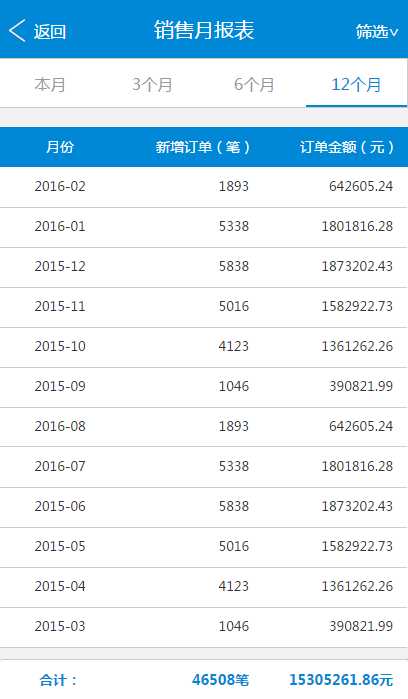 返回 销售月报表 筛选
本月 3个月 6个月 12个月
月份 新增订单（笔） 订单金额（元）
2016-02 1893 642605.24
2016-01 5338 1801816.28
2015-12 5838 1873202.43
2015-11 5016 1582922.73
2015-10 4123 1361262.26
2015-09 1046 390821.99
2016-08 1893 642605.24
2016-07 5338 1801816.28
2015-06 5838 1873202.43
2015-05 5016 1582922.73
2015-04 4123 1361262.26
2015-03 1046 390821.99
合计： 46508笔 15305261.86元